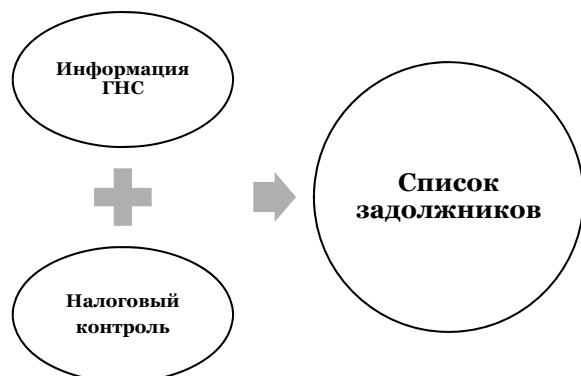 Информация
ГНС
Список
задолжников
Налоговый
контроль